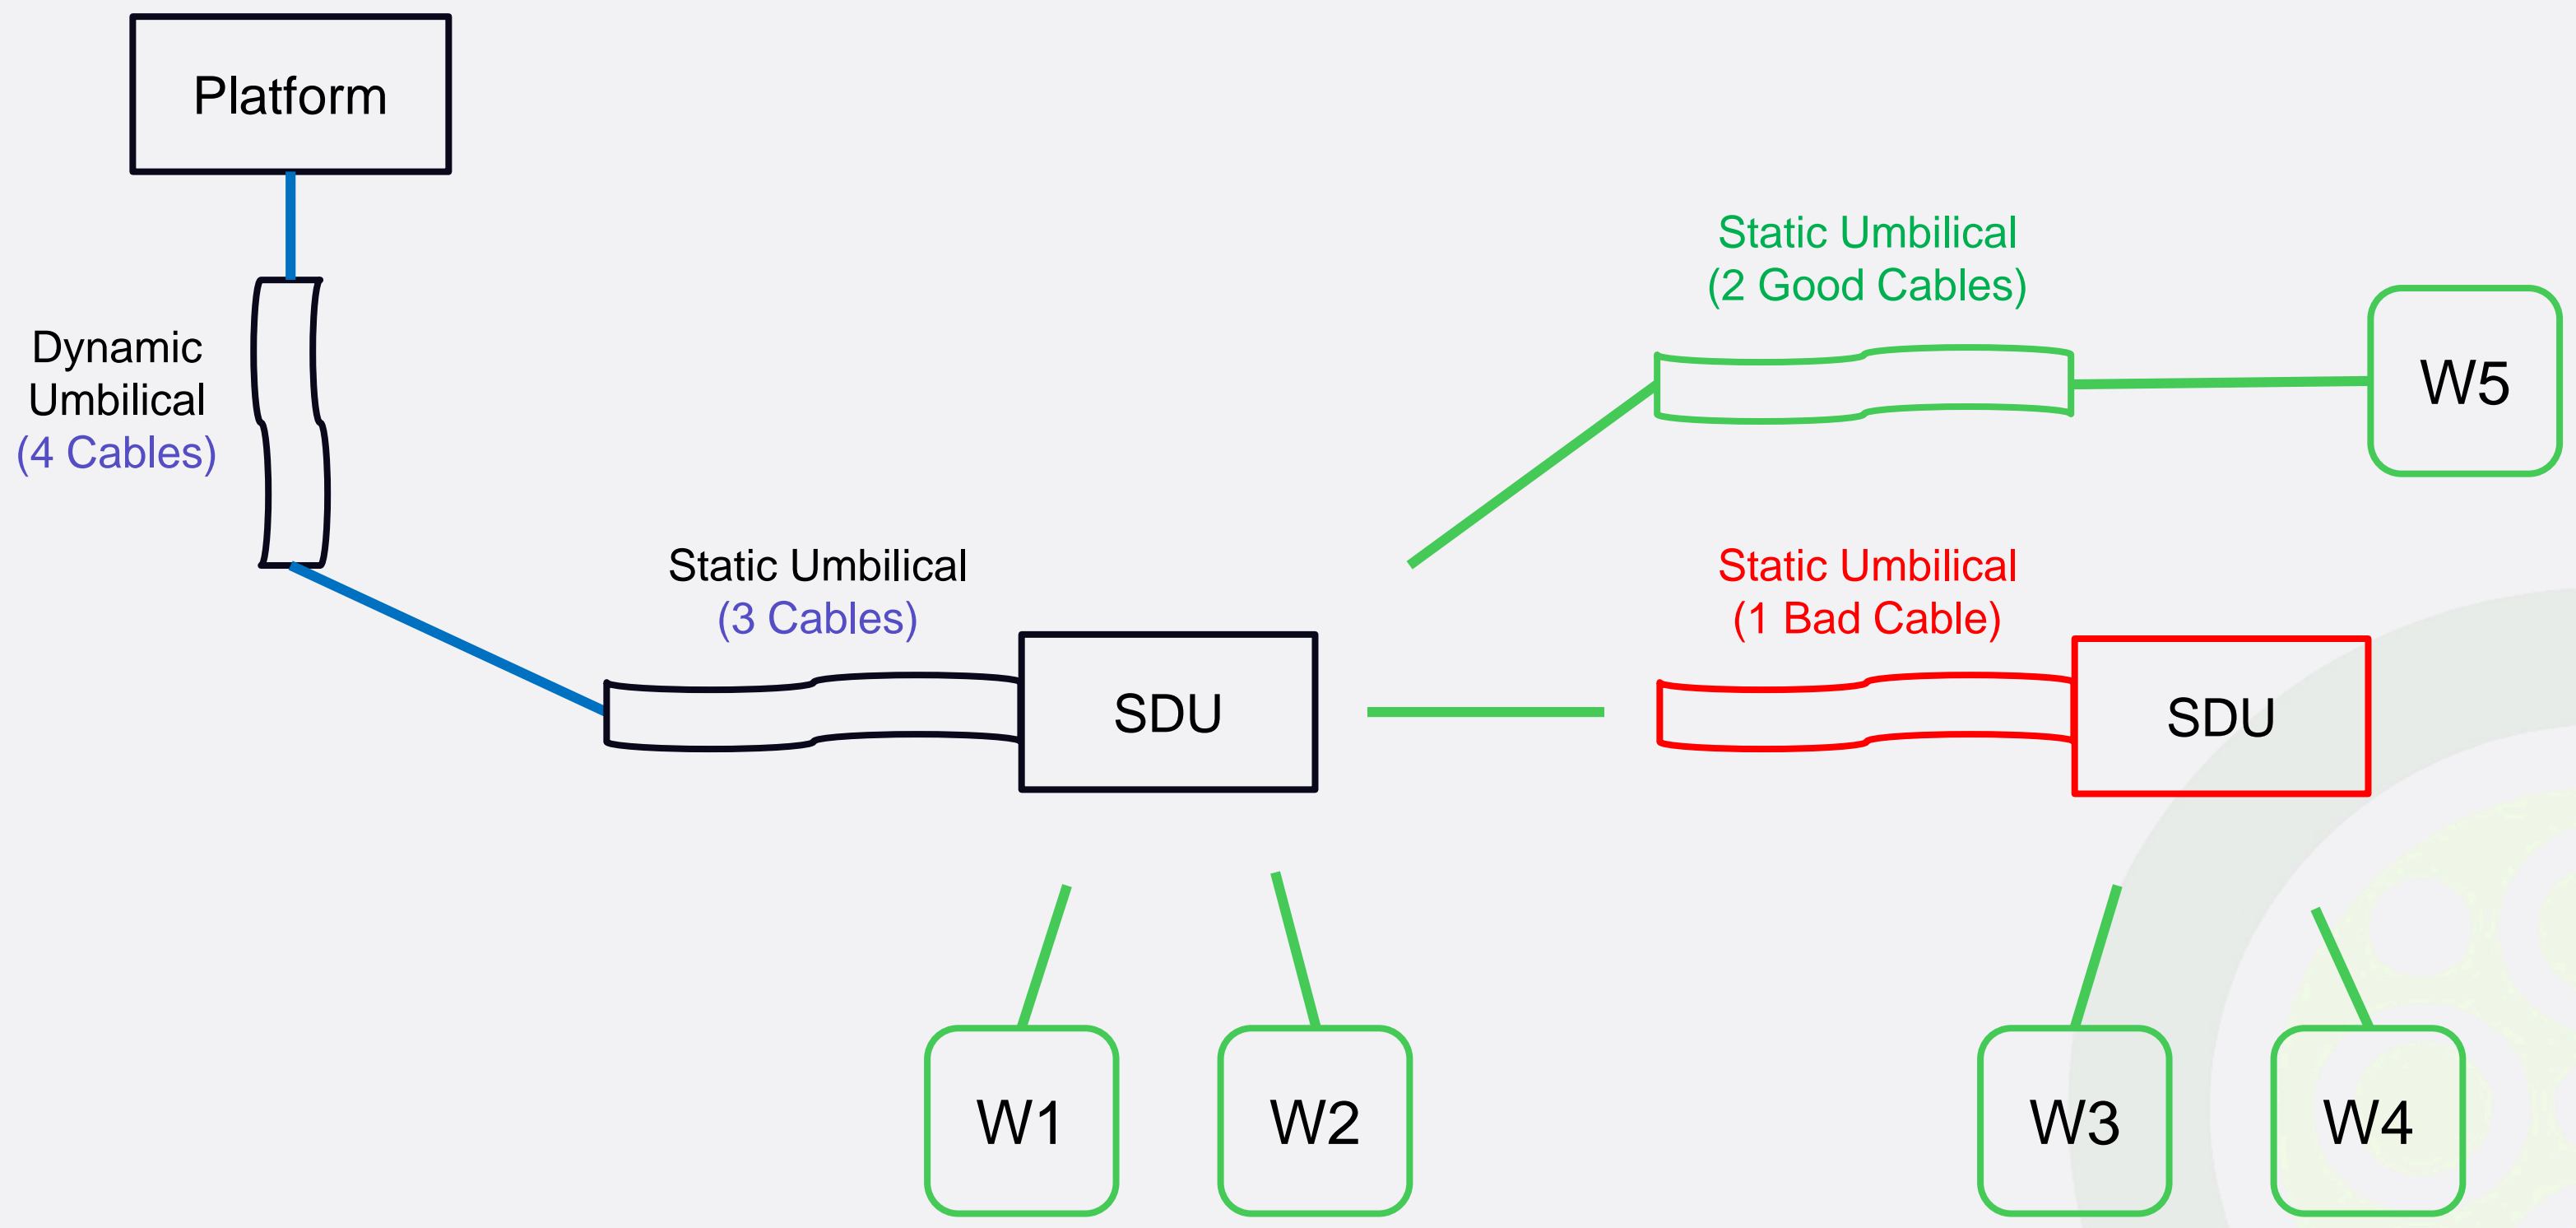 Platform
Dynamic
Umbilical
(4 Cables)
Static Umbilical
(3 Cables)
SDU
Static Umbilical
(2 Good Cables)
W5
Static Umbilical
(1 Bad Cable)
SDU
W1
W2
W3
W4